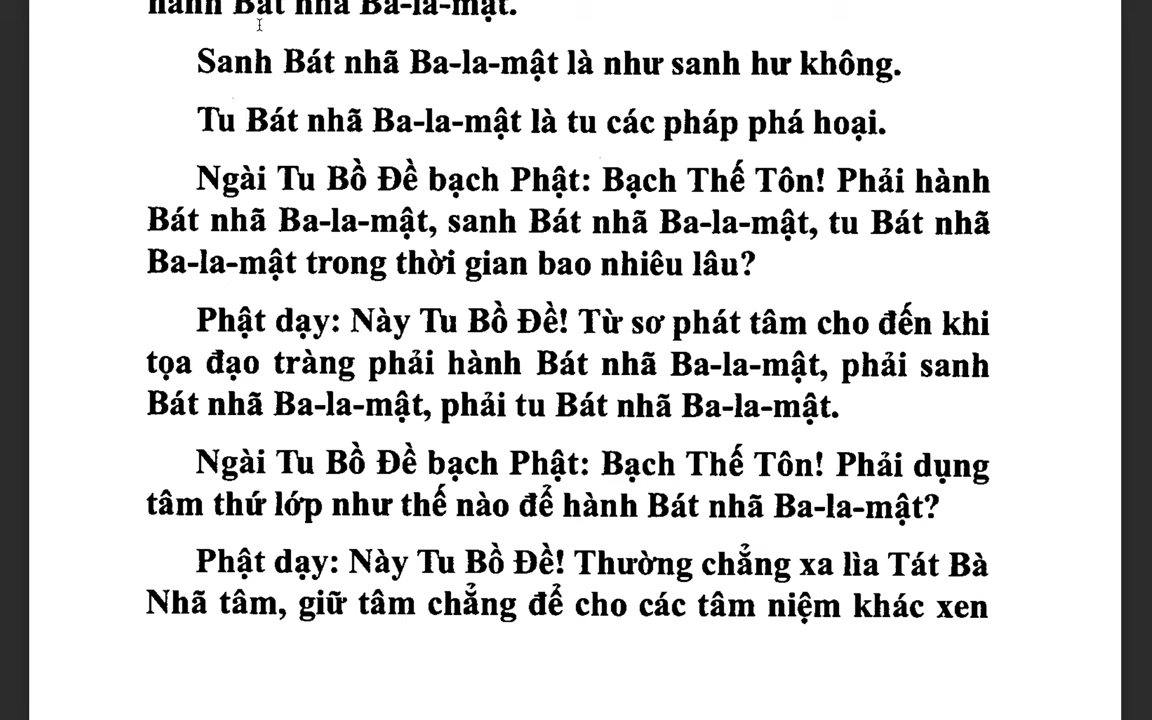 hành Bát nhã Ba-la-mật.
Sanh Bát nhã Ba-la-mật là như sanh hư không.
Tu Bát nhã Ba-la-mật là tu các pháp phá hoại.
Ngài Tu Bồ Đề bạch Phật: Bạch Thế Tôn! Phải hành
Bát nhã Ba-la-mật, sanh Bát nhã Ba-la-mật, tu Bát nhã
Ba-la-mật trong thời gian bao nhiêu lâu?
Phật dạy: Này Tu Bồ Đề! Từ sơ phát tâm cho đến khi
tọa đạo tràng phải hành Bát nhã Ba-la-mật, phải sanh
Bát nhã Ba-la-mật, phải tu Bát nhã Ba-la-mật.
Ngài Tu Bồ Đề bạch Phật: Bạch Thế Tôn! Phải dụng
tâm thứ lớp như thế nào để hành Bát nhã Ba-la-mật?
Phật dạy: Này Tu Bồ Đề! Thường chẳng xa lìa Tát Bà
Nhã tâm, giữ tâm chẳng để cho các tâm niệm khác xen